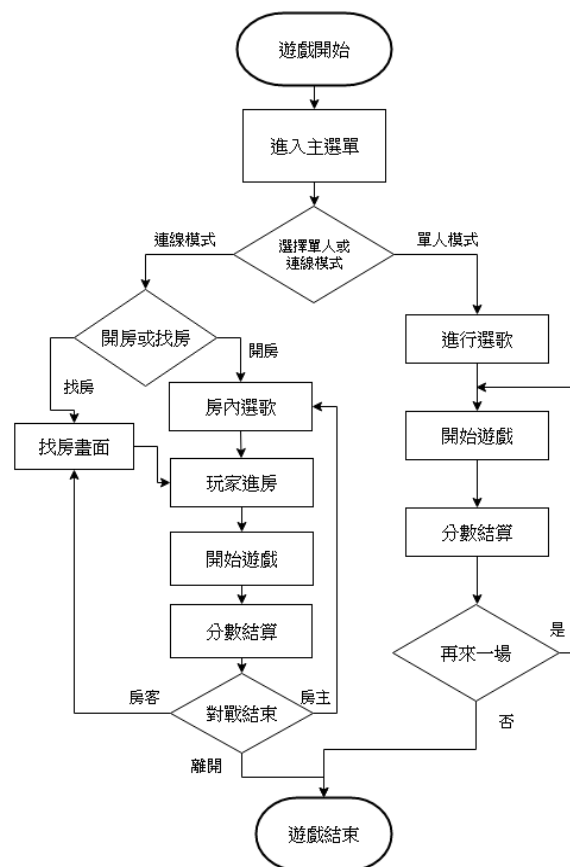 遊戲開始
進入主選單
連線模式
選擇單人或
連線模式
單人模式
開房或找房
開房
找房
進行選歌
房內選歌
開始遊戲
找房畫面
玩家進房
分數結算
開始遊戲
分數結算
是
再來一場
房客
對戰結束
房主
否
離開
遊戲結束